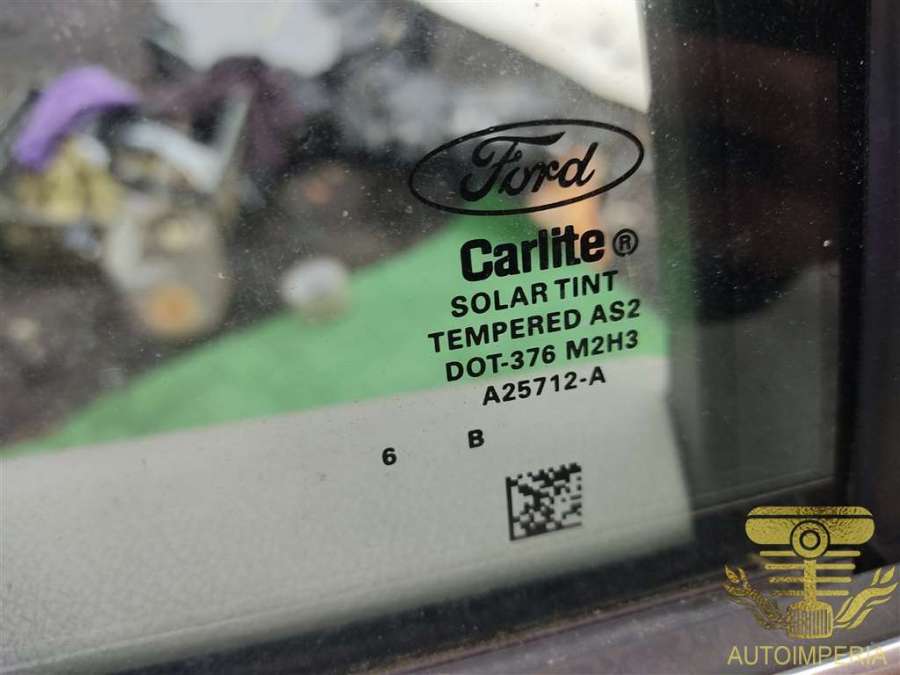 Ford
Carlite®
SOLAR TINT
TEMPERED AS2
DOT-376 M2H3
A25712-A
6 B
AUTOIMPERIA